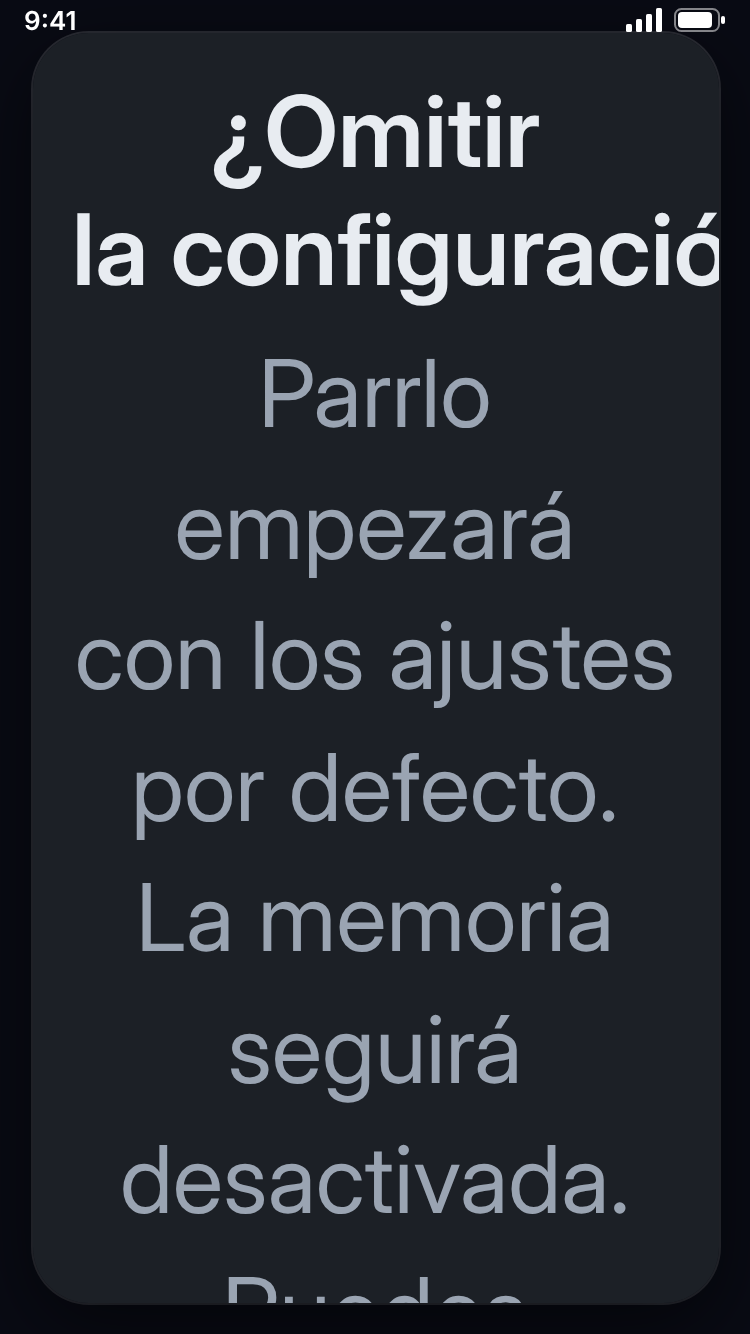 9:41
¿Omitir
la configuració
Parrlo
empezará
con los ajustes
por defecto.
La memoria
seguirá
desactivada.